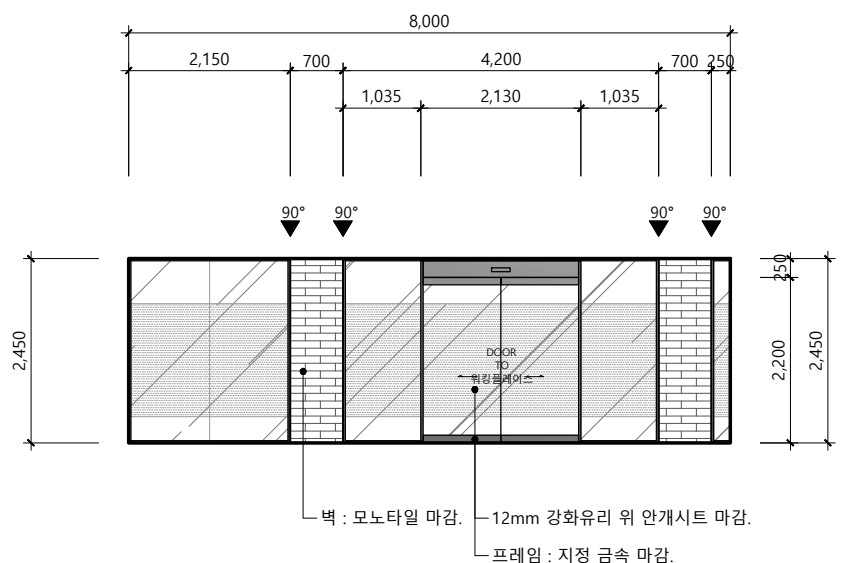 8,000
2,150
700
4,200
700
250
1,035
2,130
1,035
90°
90°
90°
90°
2,450
250
2,200
2,450
DOOR
TO
워킹플레이스
벽 : 모노타일 마감.
12mm 강화유리 위 안개시트 마감.
프레임 : 지정 금속 마감.